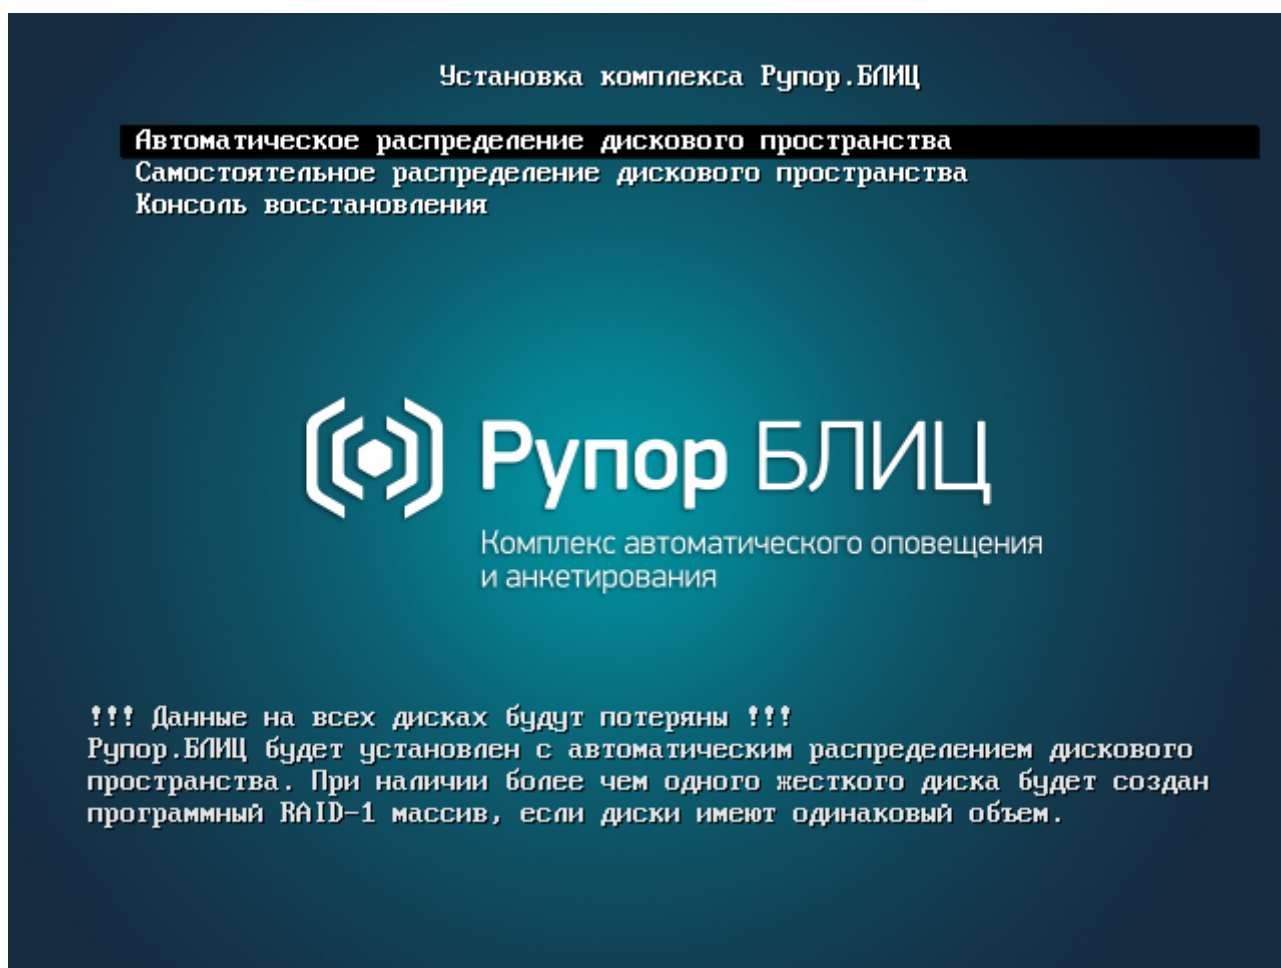 Установка комплекса Рупор.БЛИЦ
Автоматическое распределение дискового пространства
Самостоятельное распределение дискового пространства
Консоль восстановления
Рупор БЛИЦ
Комплекс автоматического оповещения
и анкетирования
!!! Данные на всех дисках будут потеряны !!!
Рупор.БЛИЦ будет установлен с автоматическим распределением дискового
пространства. При наличии более чем одного жесткого диска будет создан
программный RAID-1 массив, если диски имеют одинаковый объем.